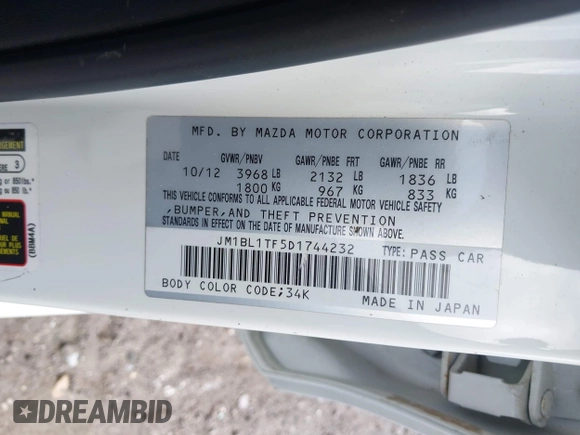 MFD. BY MAZDA MOTOR CORPORATION
DATE GVWR/PNBV GAWR/PNBE FRT GAWR/PNBE RR
10/12 3968 LB 2132 LB 1836 LB
1800 KG 967 KG 833 KG
THIS VEHICLE CONFORMS TO ALL APPLICABLE FEDERAL MOTOR VEHICLE SAFETY
,BUMPER,AND THEFT PREVENTION
STANDARDS IN EFFECT ON THE DATE OF MANUFACTURE SHOWN ABOVE.
JM1BL1TF5D1744232 TYPE: PASS CAR
BODY COLOR CODE;34K
MADE IN JAPAN
3
MANUAL
(BBM4A)
DREAMBID